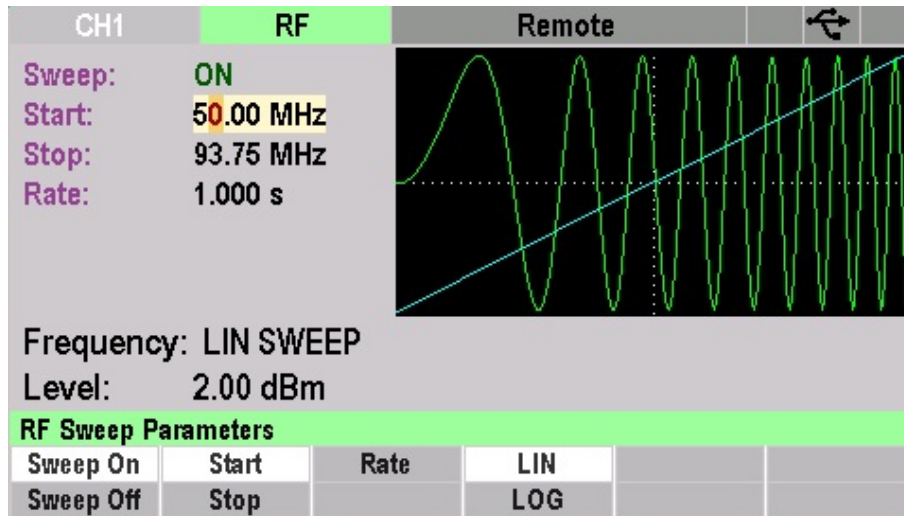 CH1 RF Remote
Sweep: ON
Start: 50.00 MHz
Stop: 93.75 MHz
Rate: 1.000 s
Frequency: LIN SWEEP
Level: 2.00 dBm
RF Sweep Parameters
Sweep On Start Rate LIN
Sweep Off Stop LOG